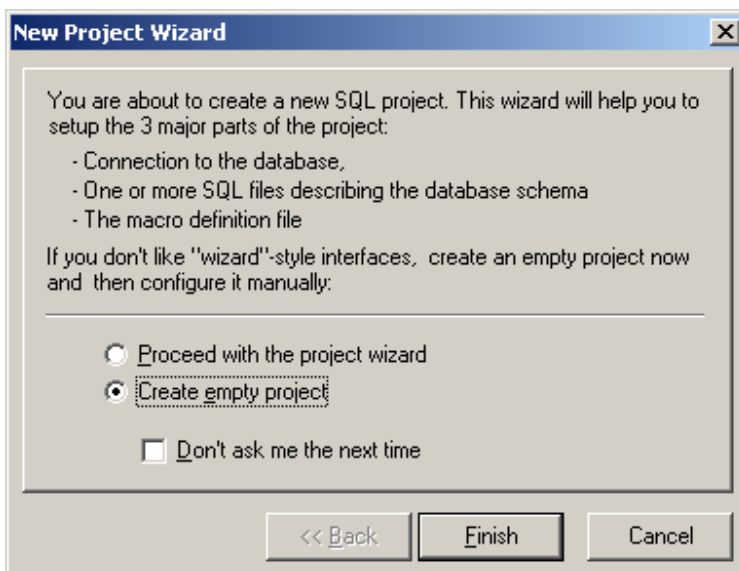 New Project Wizard
You are about to create a new SQL project. This wizard will help you to
setup the 3 major parts of the project:
- Connection to the database,
- One or more SQL files describing the database schema
- The macro definition file
If you don't like "wizard"-style interfaces, create an empty project now
and then configure it manually:
Proceed with the project wizard
Create empty project
Don't ask me the next time
<< Back
Finish
Cancel